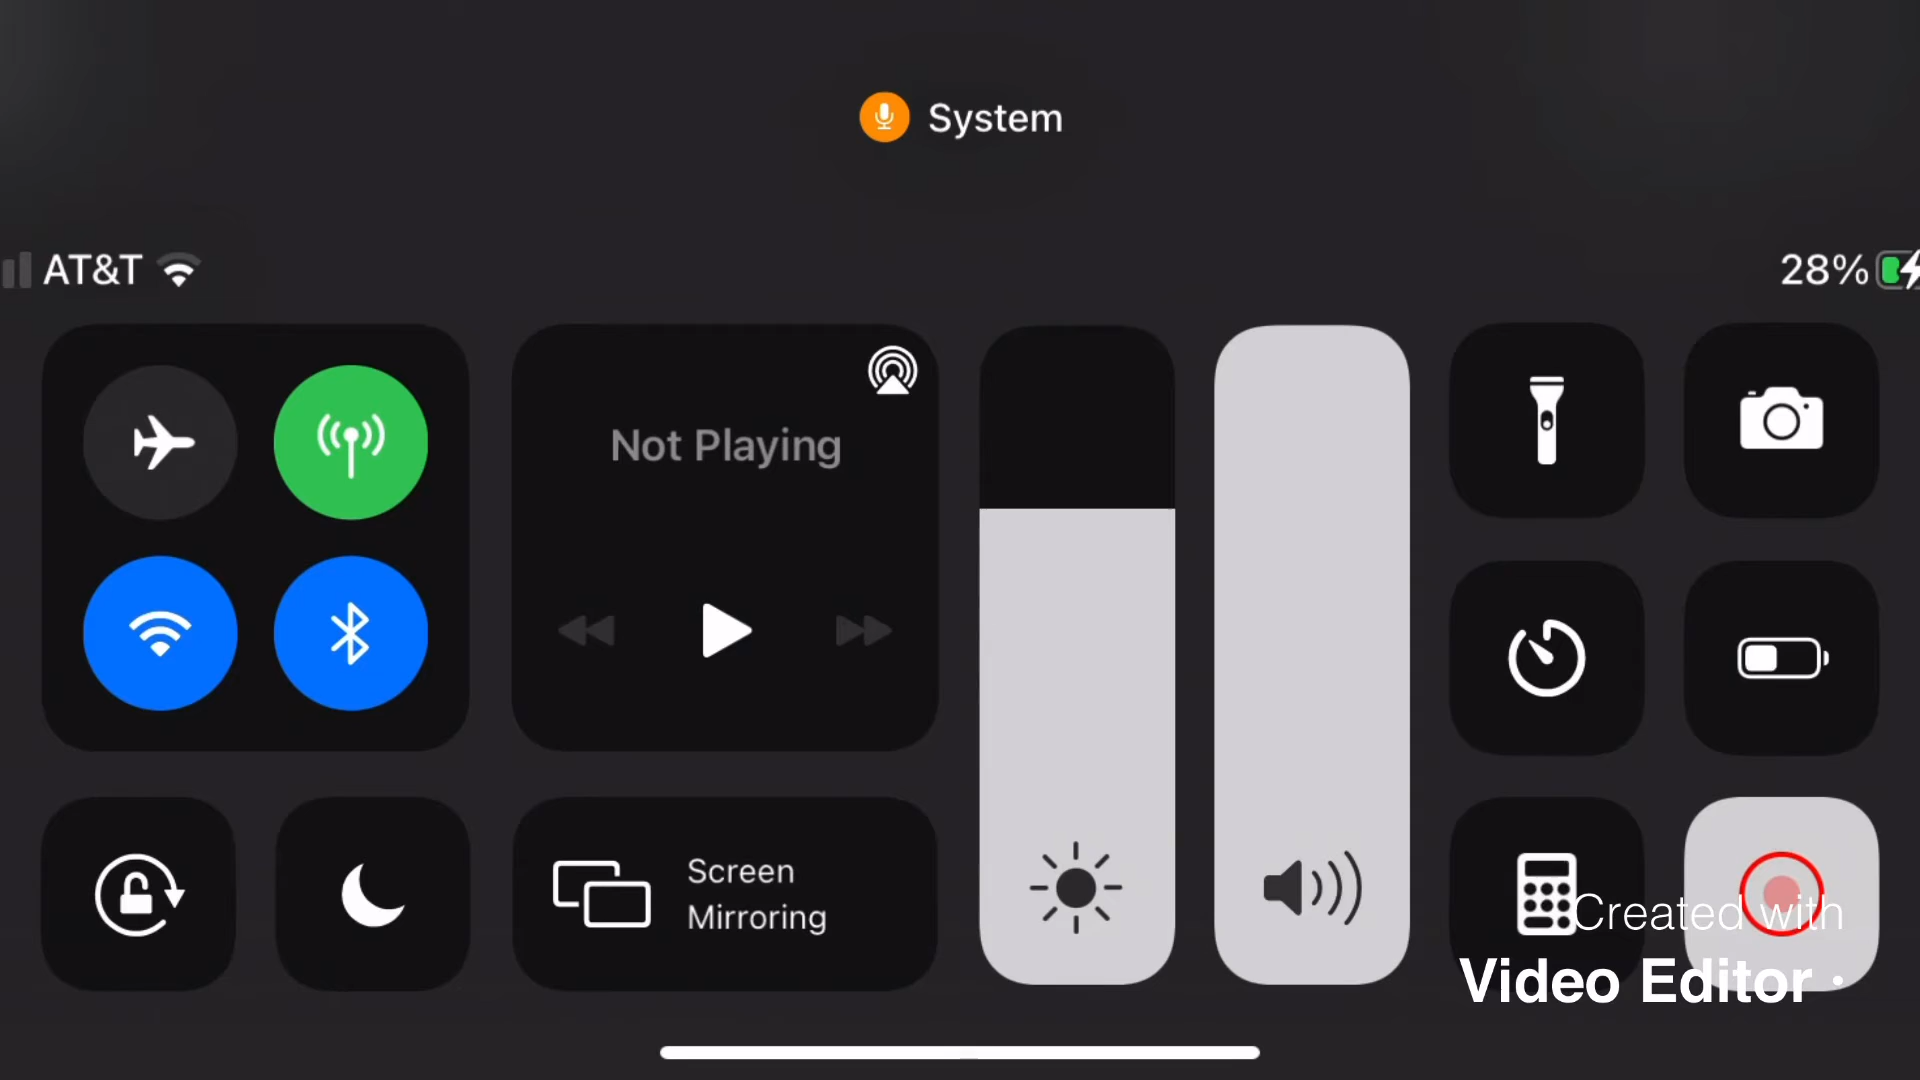 System
AT&T
28%
Not Playing
Screen
Mirroring
Created with
Video Editor